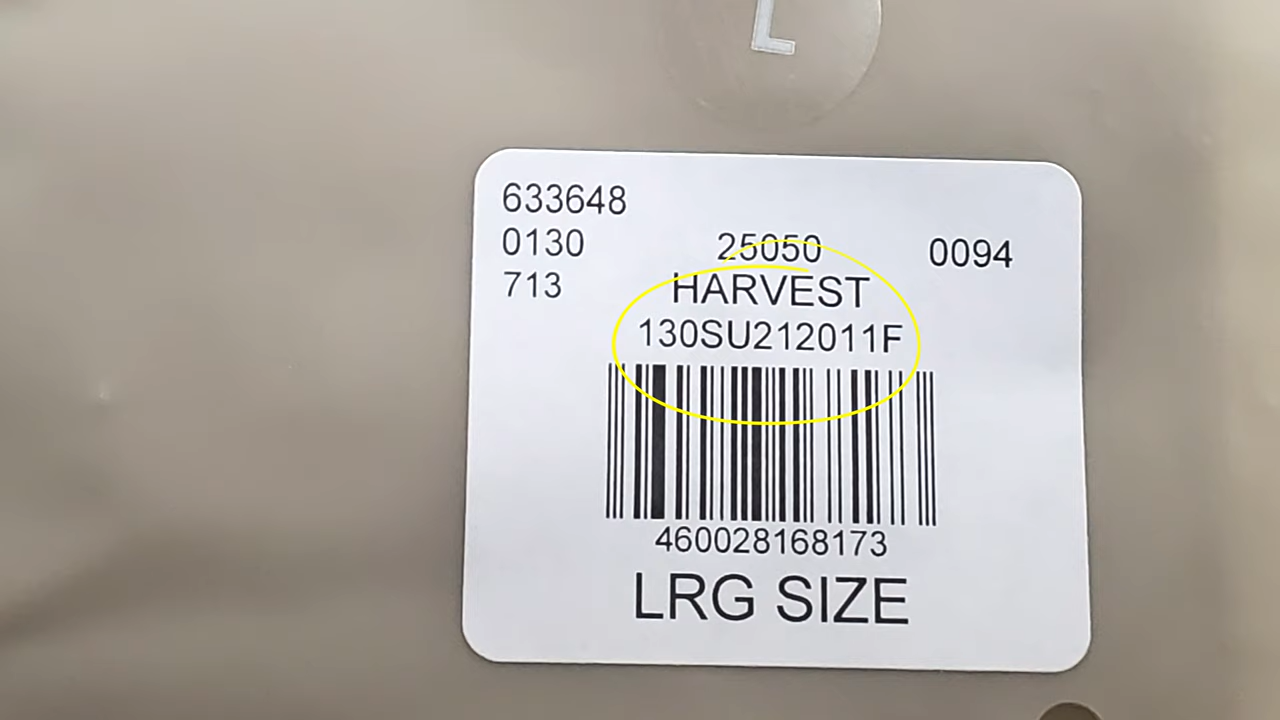 L
633648
0130 25050 0094
713 HARVEST
130SU212011F
460028168173
LRG SIZE